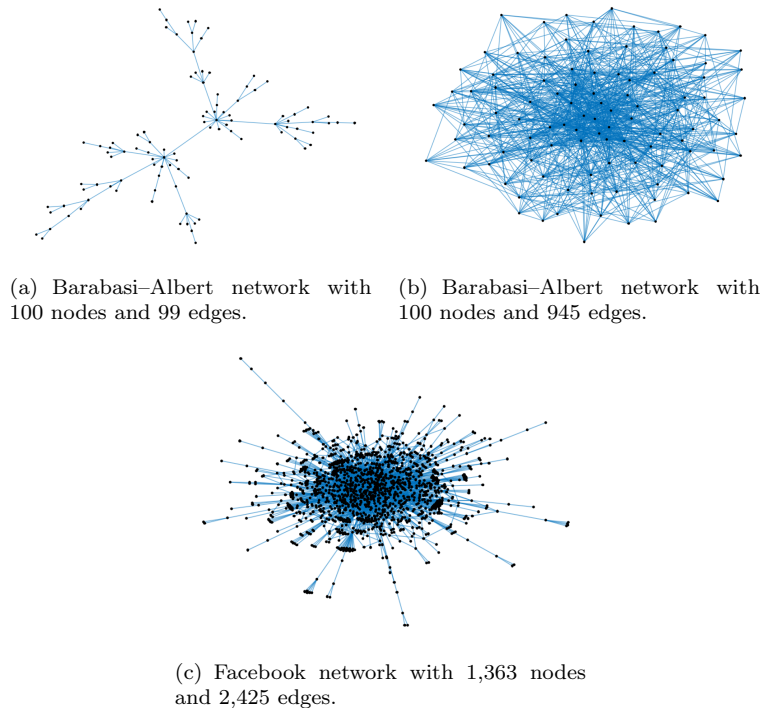 (a) Barabasi–Albert network with
100 nodes and 99 edges.
(b) Barabasi–Albert network with
100 nodes and 945 edges.
(c) Facebook network with 1,363 nodes
and 2,425 edges.